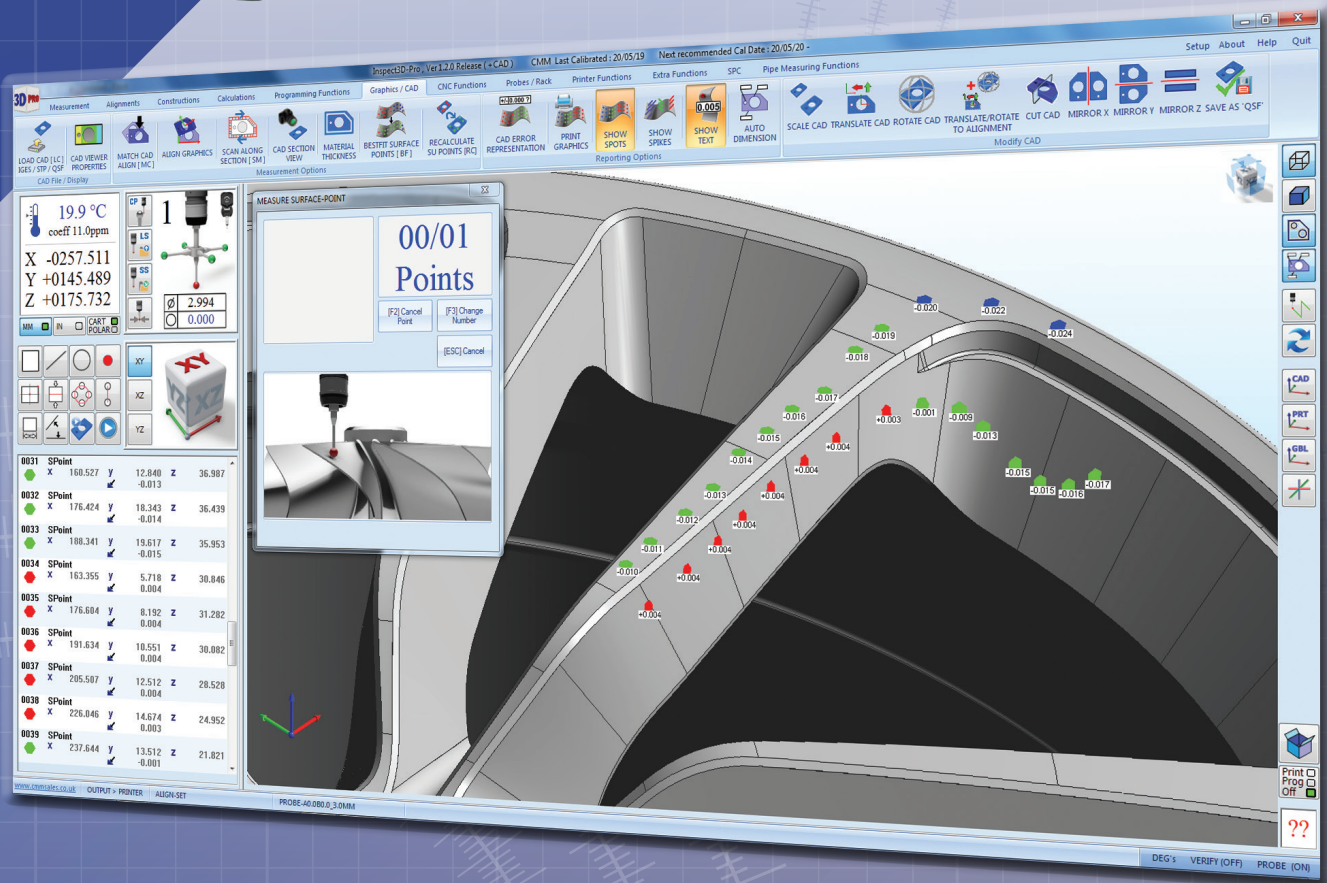 Inspect3D-Pro , Ver1.2.0 Release ( +CAD )    CMM Last Calibrated : 20/05/19    Next recommended Cal Date : 20/05/20 -
Setup About Help Quit
3D PRO Measurement Alignments Constructions Calculations Programming Functions Graphics / CAD CNC Functions Probes / Rack Printer Functions Extra Functions SPC Pipe Measuring Functions
LOAD CAD [LC]
IGES / STP / QSF
CAD VIEWER
PROPERTIES
CAD File / Display
MATCH CAD
ALIGN [MC]
ALIGN GRAPHICS
SCAN ALONG
SECTION [SM]
CAD SECTION
VIEW
MATERIAL
THICKNESS
BESTFIT SURFACE
POINTS [BF]
RECALCULATE
SU POINTS [RC]
Measurement Options
+/-[0.000 ?]
CAD ERROR
REPRESENTATION
PRINT
GRAPHICS
SHOW
SPOTS
SHOW
SPIKES
0.005
SHOW
TEXT
AUTO
DIMENSION
Reporting Options
SCALE CAD
TRANSLATE CAD
ROTATE CAD
TRANSLATE/ROTATE
TO ALIGNMENT
CUT CAD
MIRROR X
MIRROR Y
MIRROR Z
SAVE AS 'QSF'
Modify CAD
19.9 °C
coeff 11.0ppm
X -0257.511
Y +0145.489
Z +0175.732
MM IN CART
POLAR
CP
LS
SS
1
Ø 2.994
0.000
XY
XZ
YZ
XY
YZ XZ
0031 SPoint
x 160.527 y 12.840 z 36.987
-0.013
0032 SPoint
x 176.424 y 18.343 z 36.439
-0.014
0033 SPoint
x 188.341 y 19.617 z 35.953
-0.015
0034 SPoint
x 163.355 y 5.718 z 30.846
0.004
0035 SPoint
x 176.604 y 8.192 z 31.282
0.004
0036 SPoint
x 191.634 y 10.551 z 30.082
0.004
0037 SPoint
x 205.507 y 12.512 z 28.528
0.004
0038 SPoint
x 226.046 y 14.674 z 24.952
0.003
0039 SPoint
x 237.644 y 13.512 z 21.821
-0.001
MEASURE SURFACE-POINT
00/01
Points
[F2] Cancel
Point
[F3] Change
Number
[ESC] Cancel
-0.020
-0.022
-0.024
-0.019
-0.018
-0.017
-0.016
-0.015
-0.014
-0.013
-0.012
-0.011
-0.010
+0.003
-0.001
-0.009
-0.013
+0.004
+0.004
+0.004
+0.004
+0.004
+0.004
+0.004
-0.015
-0.015
-0.016
-0.017
CAD
PRT
GBL
Print
Prog
Off
??
www.cmmsales.co.uk OUTPUT > PRINTER ALIGN-SET PROBE-A0.0B0.0_3.0MM
DEG's VERIFY (OFF) PROBE (ON)